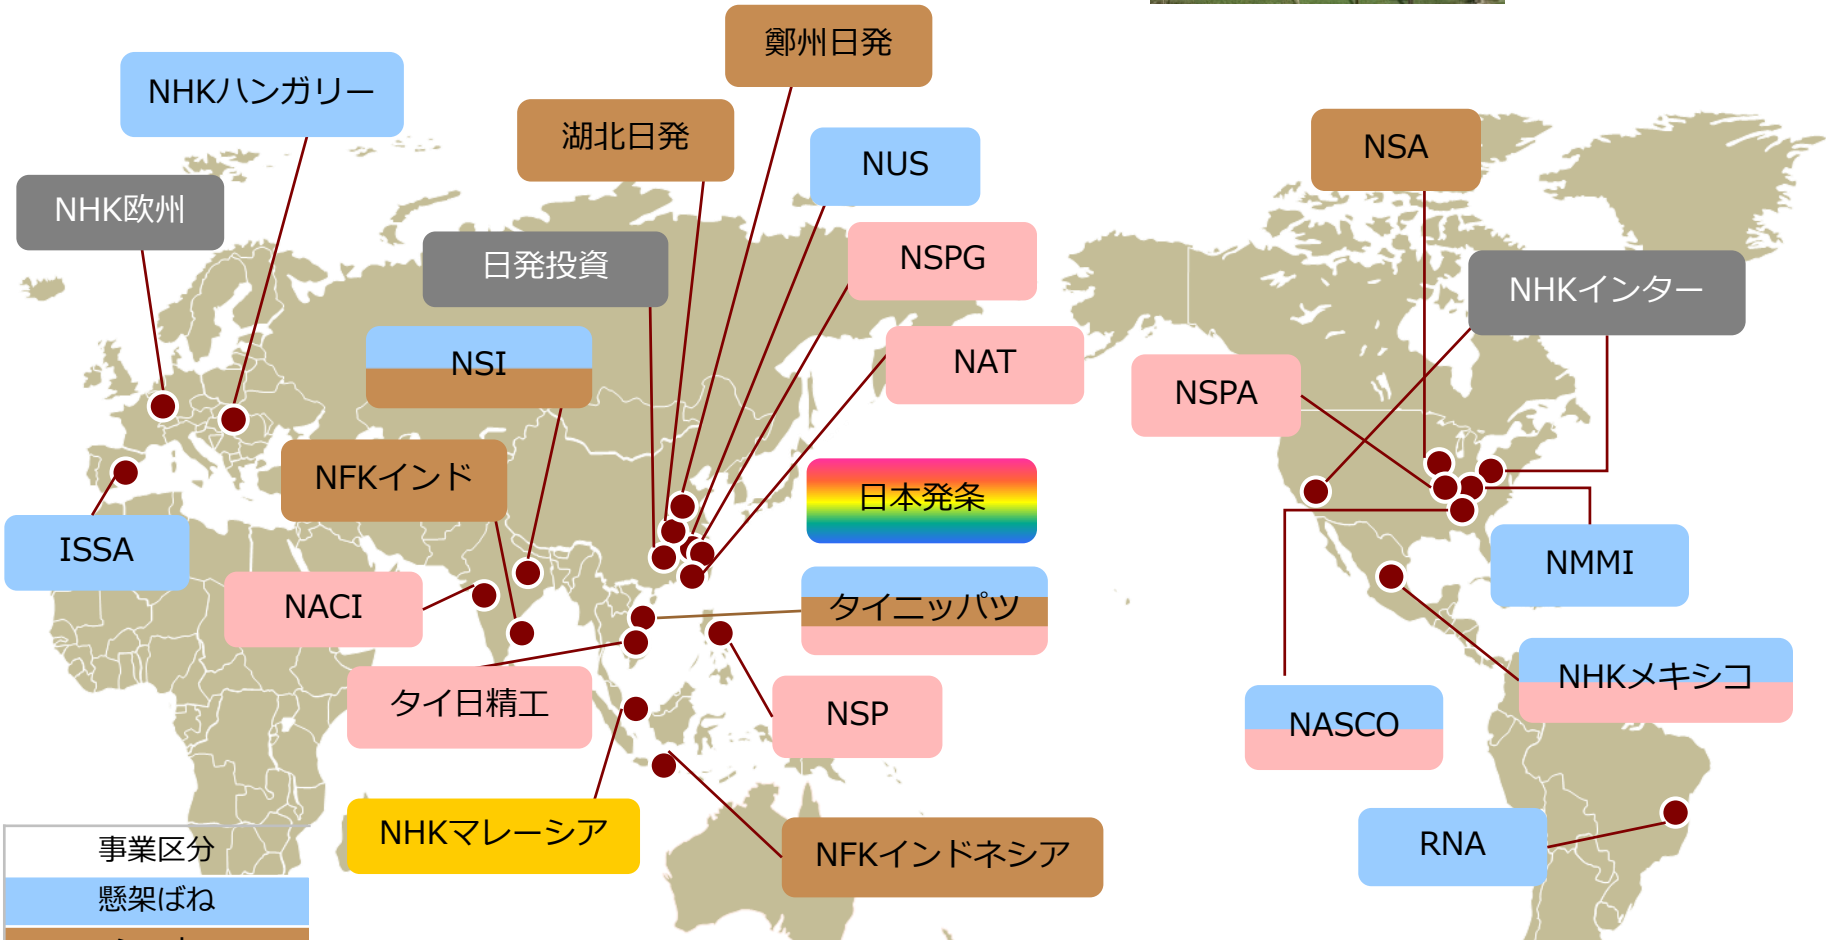 鄭州日発
NHKハンガリー
湖北日発
NSA
NUS
NHK欧州
日発投資
NSPG
NHKインター
NSI
NAT
NSPA
NFKインド
日本発条
ISSA
NACI
タイニッパツ
NMMI
タイ日精工
NSP
NHKメキシコ
NASCO
NHKマレーシア
NFKインドネシア
RNA
事業区分
懸架ばね